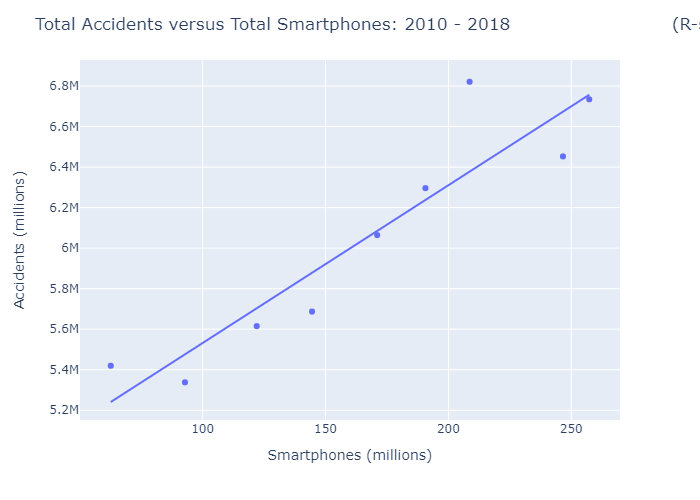 Total Accidents versus Total Smartphones: 2010 - 2018
(R-
6.8M
6.6M
6.4M
6.2M
6M
5.8M
5.6M
5.4M
5.2M
Accidents (millions)
100 150 200 250
Smartphones (millions)